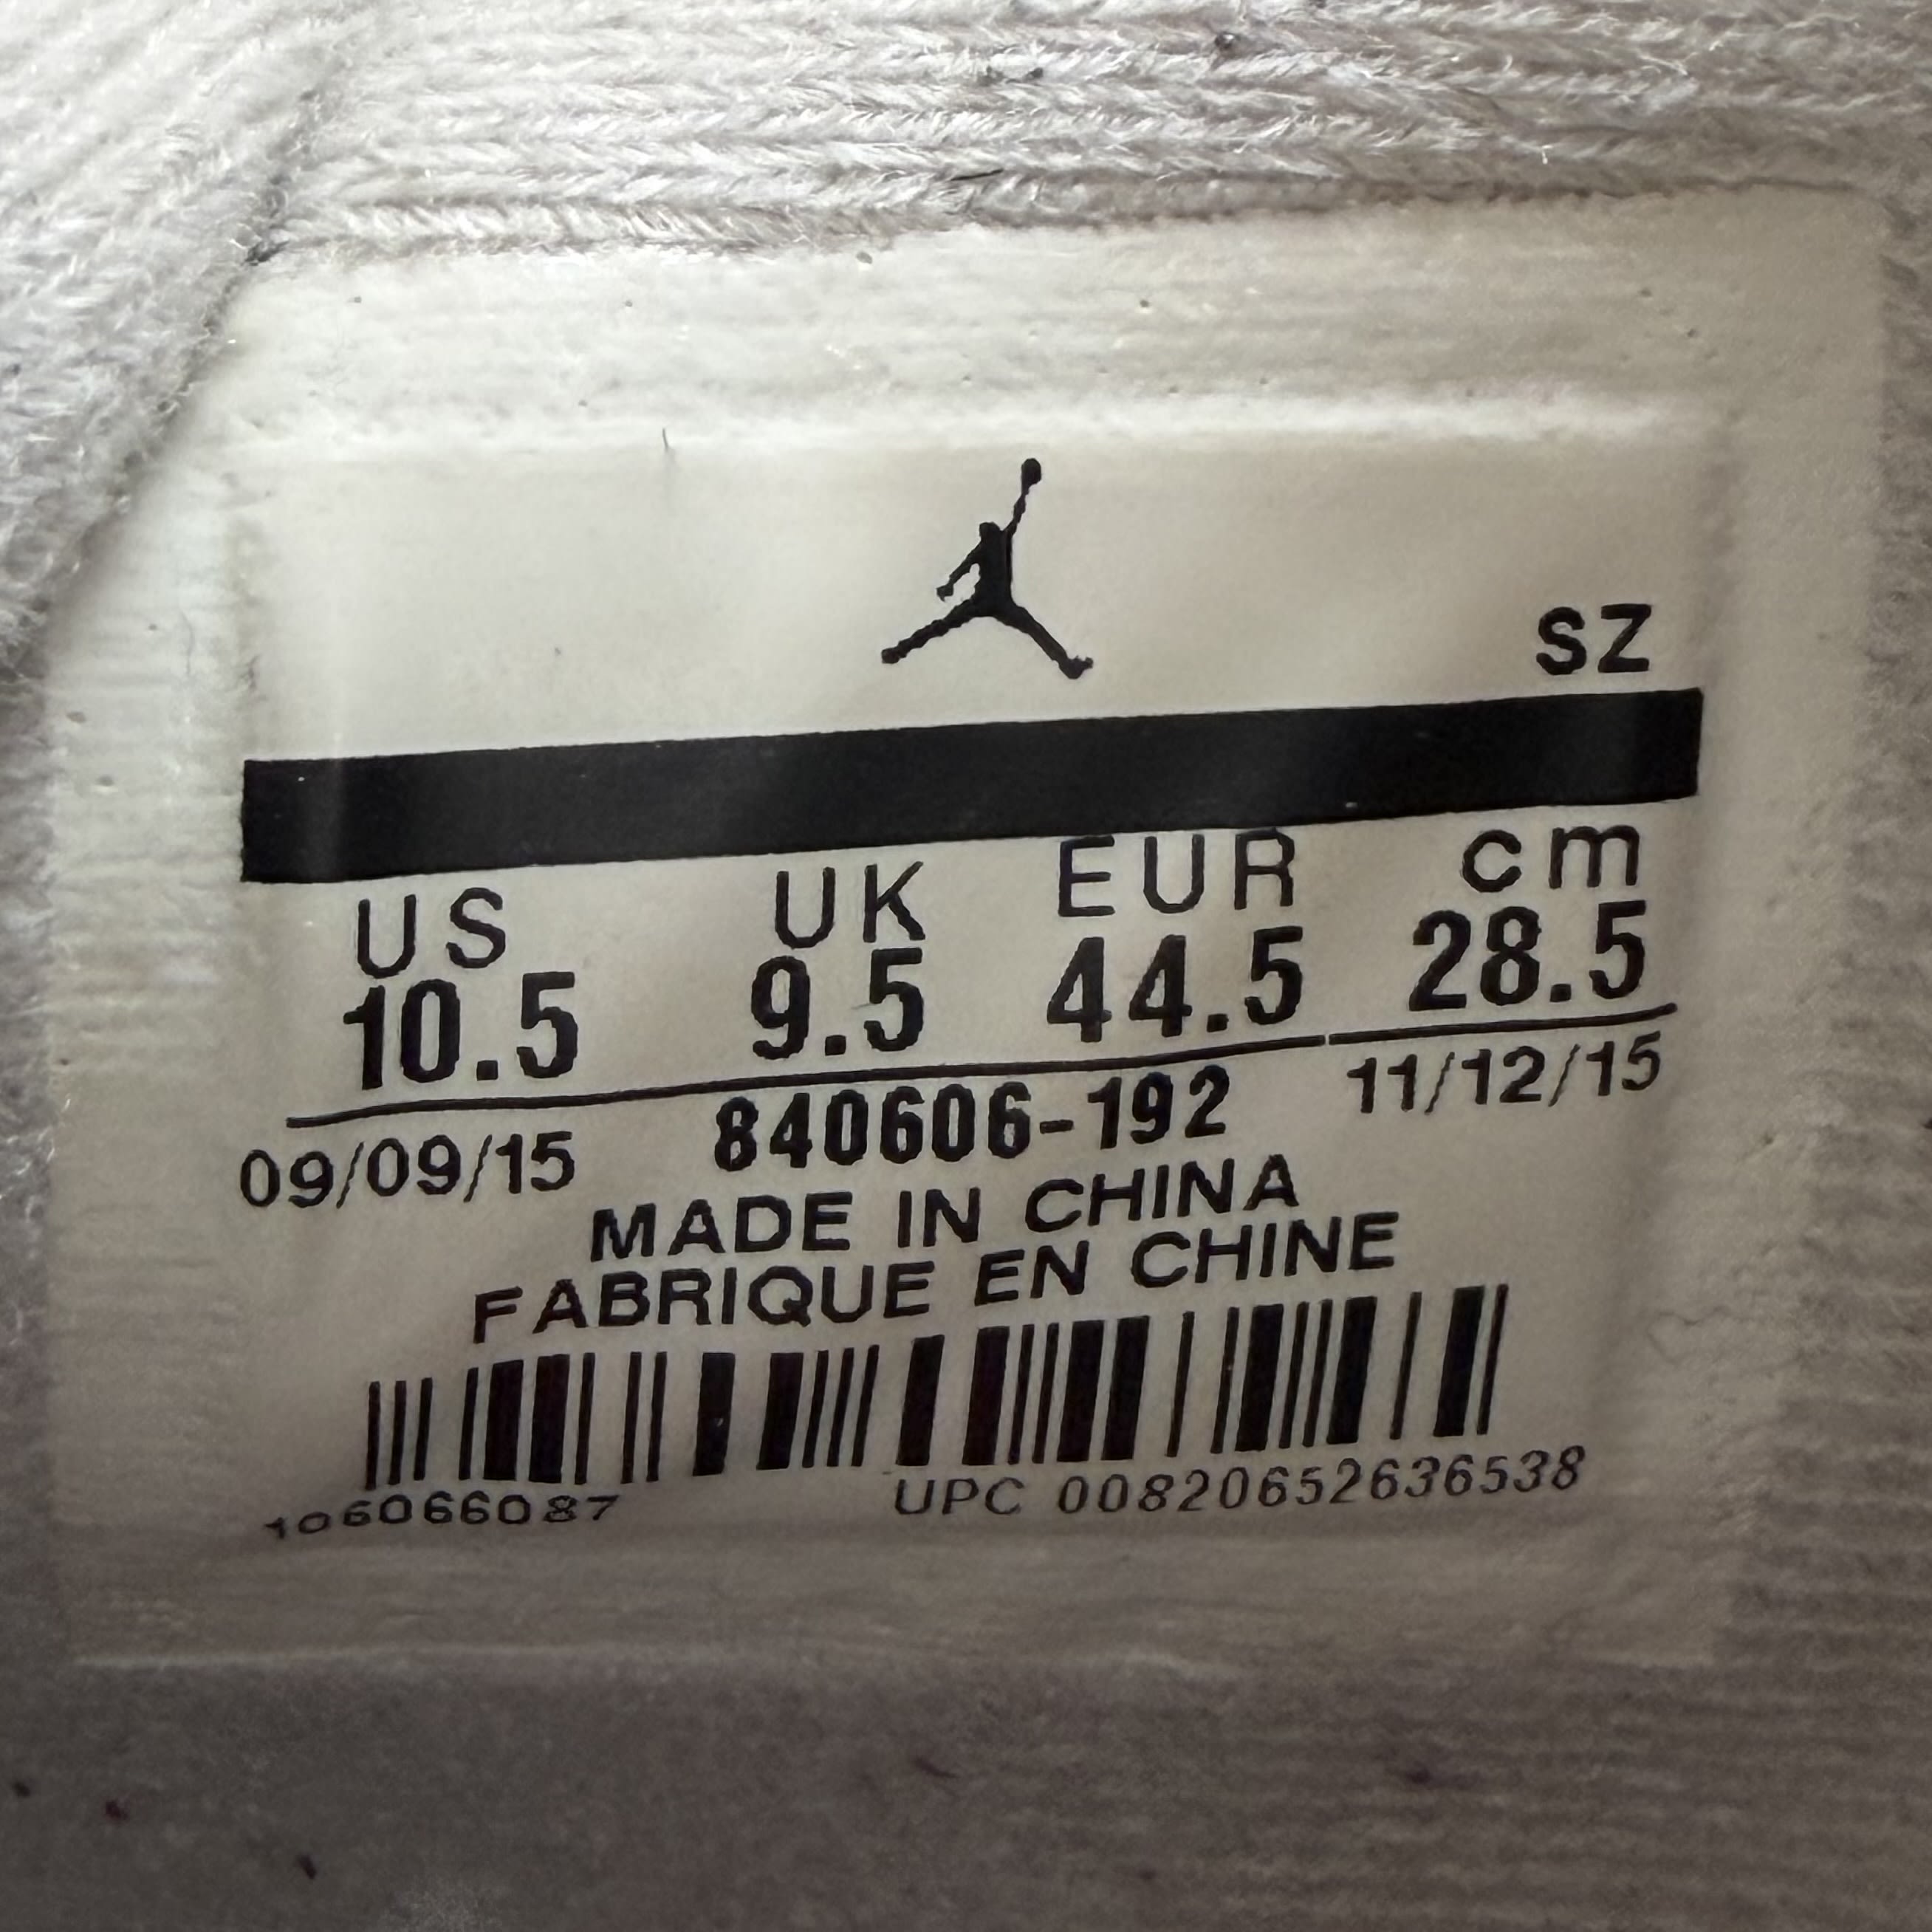 SZ
US UK EUR cm
10.5 9.5 44.5 28.5
09/09/15 840606-192 11/12/15
MADE IN CHINA
FABRIQUE EN CHINE
106066087 UPC 00820652636538